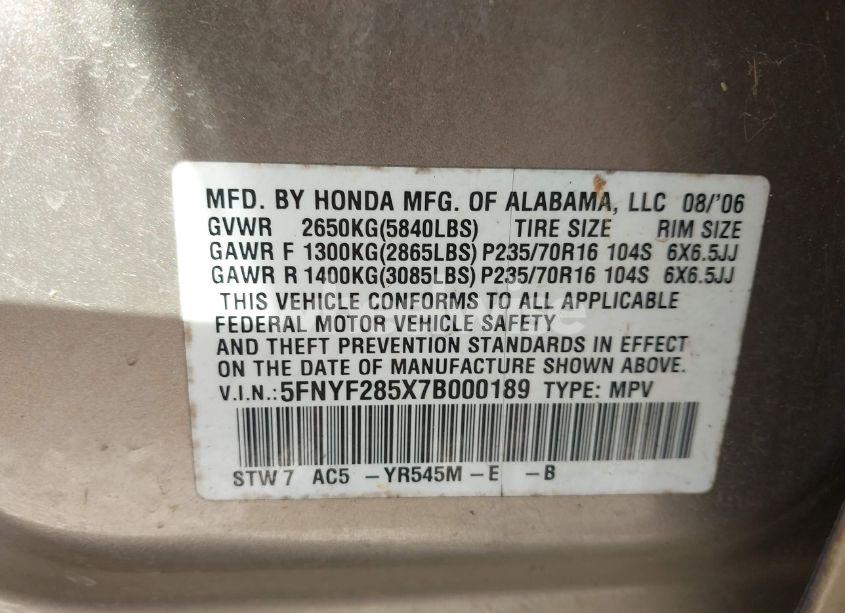 MFD. BY HONDA MFG. OF ALABAMA, LLC 08/'06
GVWR 2650KG(5840LBS) TIRE SIZE RIM SIZE
GAWR F 1300KG(2865LBS) P235/70R16 104S 6X6.5JJ
GAWR R 1400KG(3085LBS) P235/70R16 104S 6X6.5JJ
THIS VEHICLE CONFORMS TO ALL APPLICABLE
FEDERAL MOTOR VEHICLE SAFETY
AND THEFT PREVENTION STANDARDS IN EFFECT
ON THE DATE OF MANUFACTURE SHOWN ABOVE.
V.I.N.: 5FNYF285X7B000189 TYPE: MPV
STW7 AC5 -YR545M -E -B